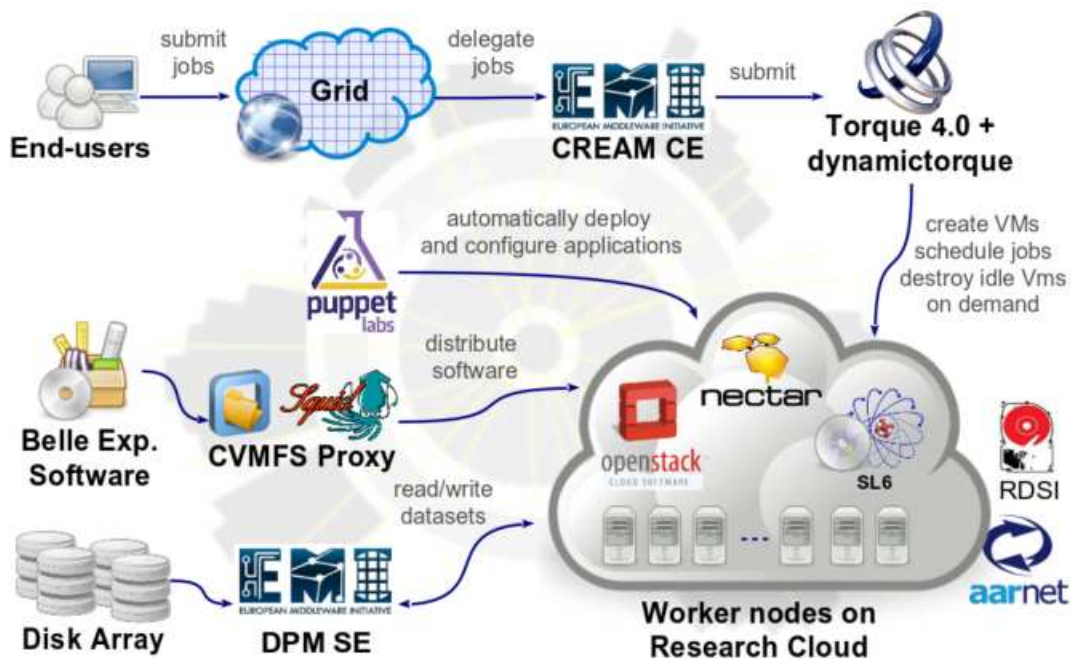 submit
jobs
Grid
delegate
jobs
EMI
EUROPEAN MIDDLEWARE INITIATIVE
submit
End-users
CREAM CE
Torque 4.0 +
dynamictorque
puppet
labs
automatically deploy
and configure applications
create VMs
schedule jobs
destroy idle Vms
on demand
Belle Exp.
Software
Squid
CVMFS Proxy
distribute
software
openstack
CLOUD SOFTWARE
nectar
SL6
RDSI
aarnet
Disk Array
EMI
EUROPEAN MIDDLEWARE INITIATIVE
DPM SE
read/write
datasets
Worker nodes on
Research Cloud